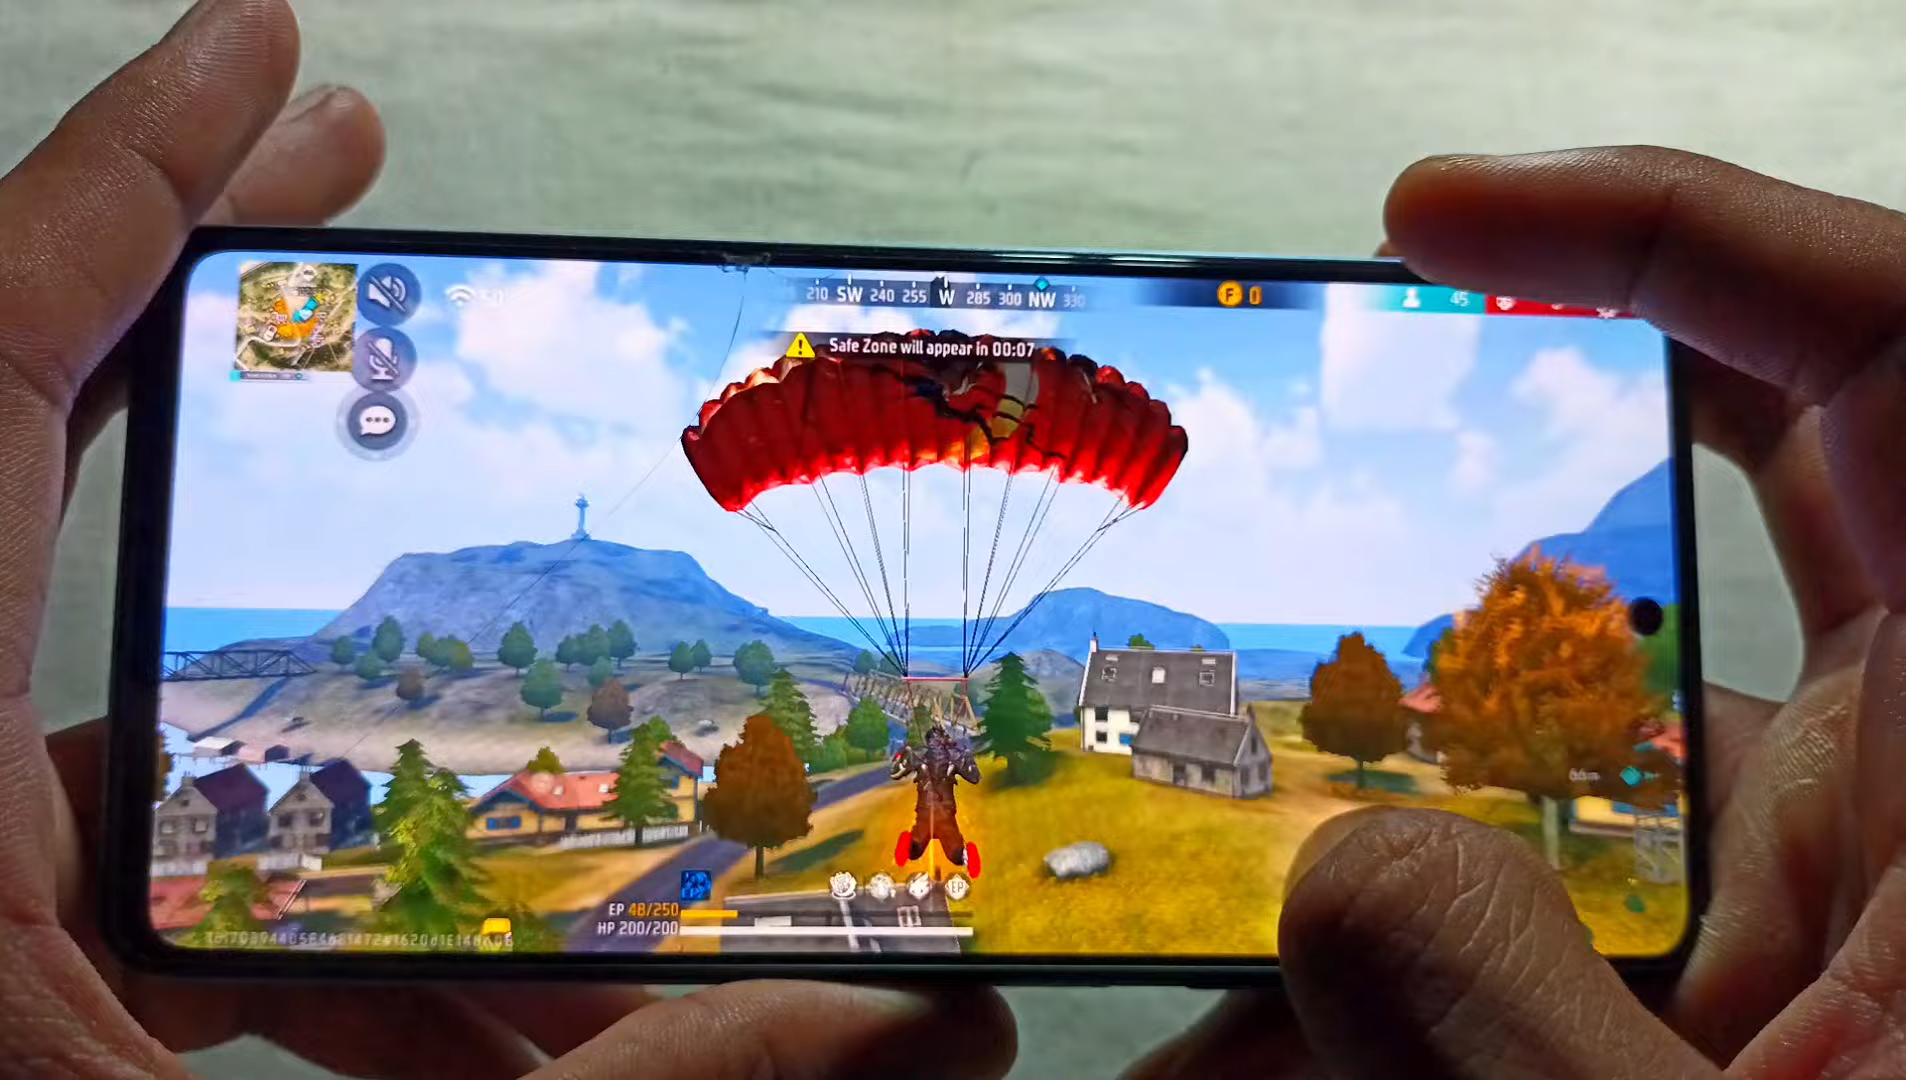 210 SW 240 255 W 285 300 NW 330
F 0
45
Safe Zone will appear in 00:07
EP
EP 48/250
HP 200/200